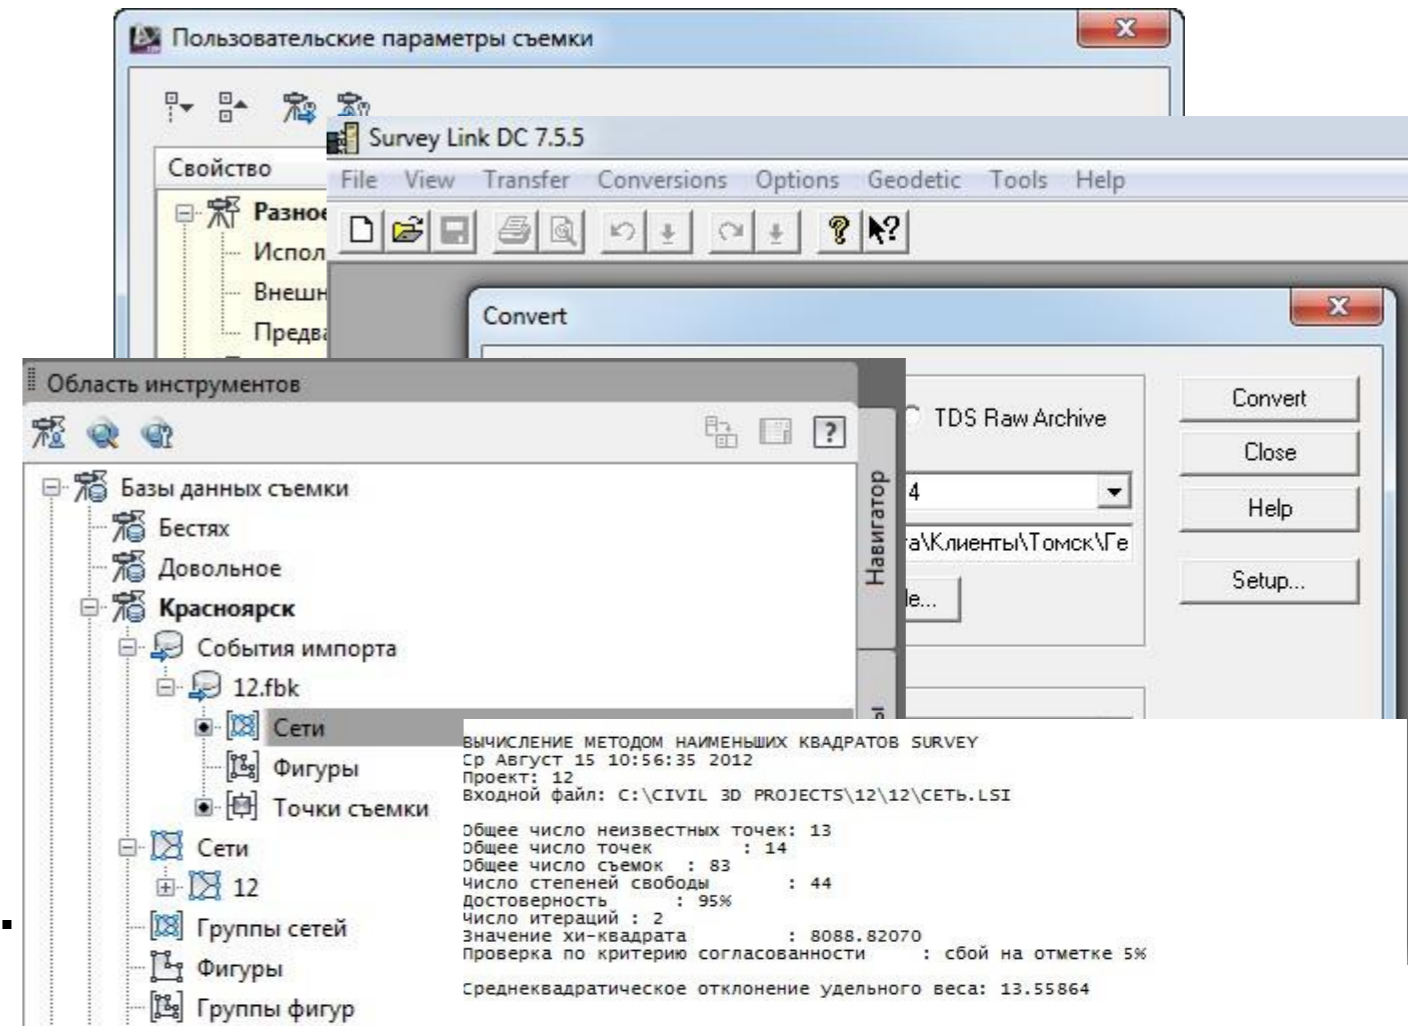 Пользовательские параметры съемки
Свойство
Разное
Survey Link DC 7.5.5
File View Transfer Conversions Options Geodetic Tools Help
Convert
TDS Raw Archive
4
а\Клиенты\Томск\Ге
Convert
Close
Help
Setup...
Область инструментов
Навигатор
Базы данных съемки
Бестях
Довольное
Красноярск
События импорта
12.fbk
Сети
Фигуры
Точки съемки
Сети
12
Группы сетей
Фигуры
Группы фигур
ВЫЧИСЛЕНИЕ МЕТОДОМ НАИМЕНЬШИХ КВАДРАТОВ SURVEY
Ср Август 15 10:56:35 2012
Проект: 12
Входной файл: C:\CIVIL 3D PROJECTS\12\12\СЕТЬ.LSI
Общее число неизвестных точек: 13
Общее число точек : 14
Общее число съемок : 83
Число степеней свободы : 44
Достоверность : 95%
Число итераций : 2
Значение хи-квадрата : 8088.82070
Проверка по критерию согласованности : сбой на отметке 5%
Среднеквадратическое отклонение удельного веса: 13.55864